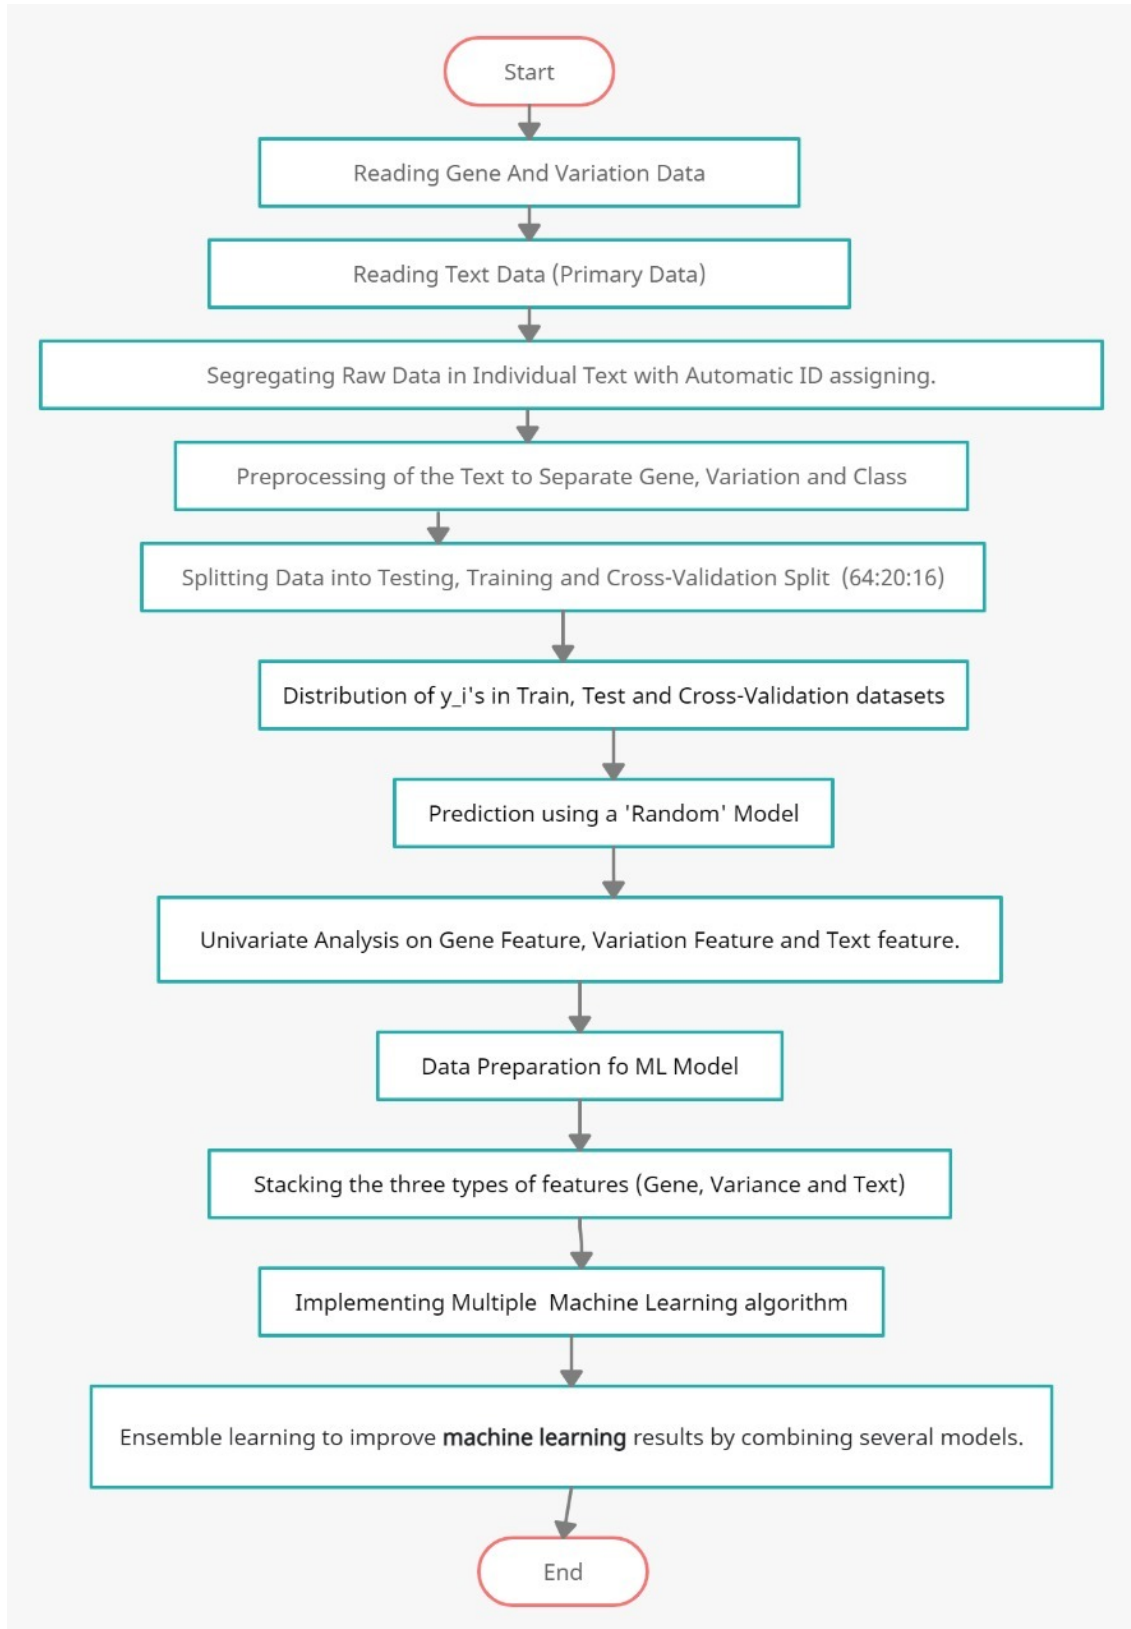 Start
Reading Gene And Variation Data
Reading Text Data (Primary Data)
Segregating Raw Data in Individual Text with Automatic ID assigning.
Preprocessing of the Text to Separate Gene, Variation and Class
Splitting Data into Testing, Training and Cross-Validation Split  (64:20:16)
Distribution of y_i's in Train, Test and Cross-Validation datasets
Prediction using a 'Random' Model
Univariate Analysis on Gene Feature, Variation Feature and Text feature.
Data Preparation fo ML Model
Stacking the three types of features (Gene, Variance and Text)
Implementing Multiple  Machine Learning algorithm
Ensemble learning to improve machine learning results by combining several models.
End